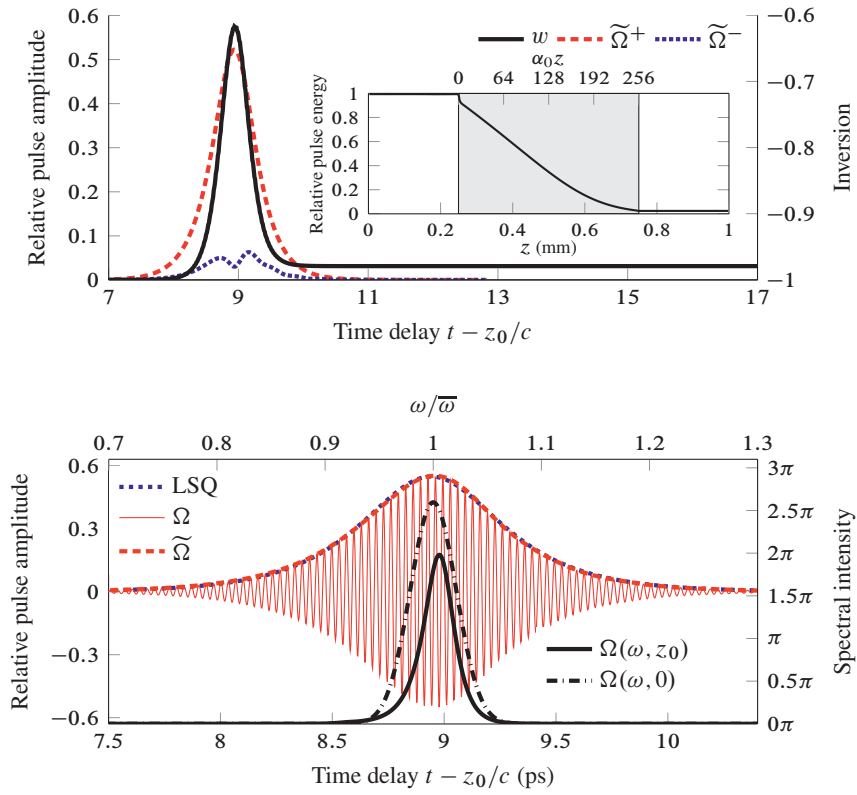 0.6
0.5
0.4
0.3
0.2
0.1
0
Relative pulse amplitude
−0.6
−0.7
−0.8
−0.9
−1
Inversion
w Ω̃⁺ Ω̃⁻
α₀z
0 64 128 192 256
1
0.8
0.6
0.4
0.2
0
Relative pulse energy
0 0.2 0.4 0.6 0.8 1
z (mm)
7 9 11 13 15 17
Time delay t − z₀/c
ω/ω̅
0.7 0.8 0.9 1 1.1 1.2 1.3
0.6
0.3
0
−0.3
−0.6
Relative pulse amplitude
LSQ
Ω
Ω̃
3π
2.5π
2π
1.5π
π
0.5π
0π
Spectral intensity
Ω(ω, z₀)
Ω(ω, 0)
7.5 8 8.5 9 9.5 10
Time delay t − z₀/c (ps)